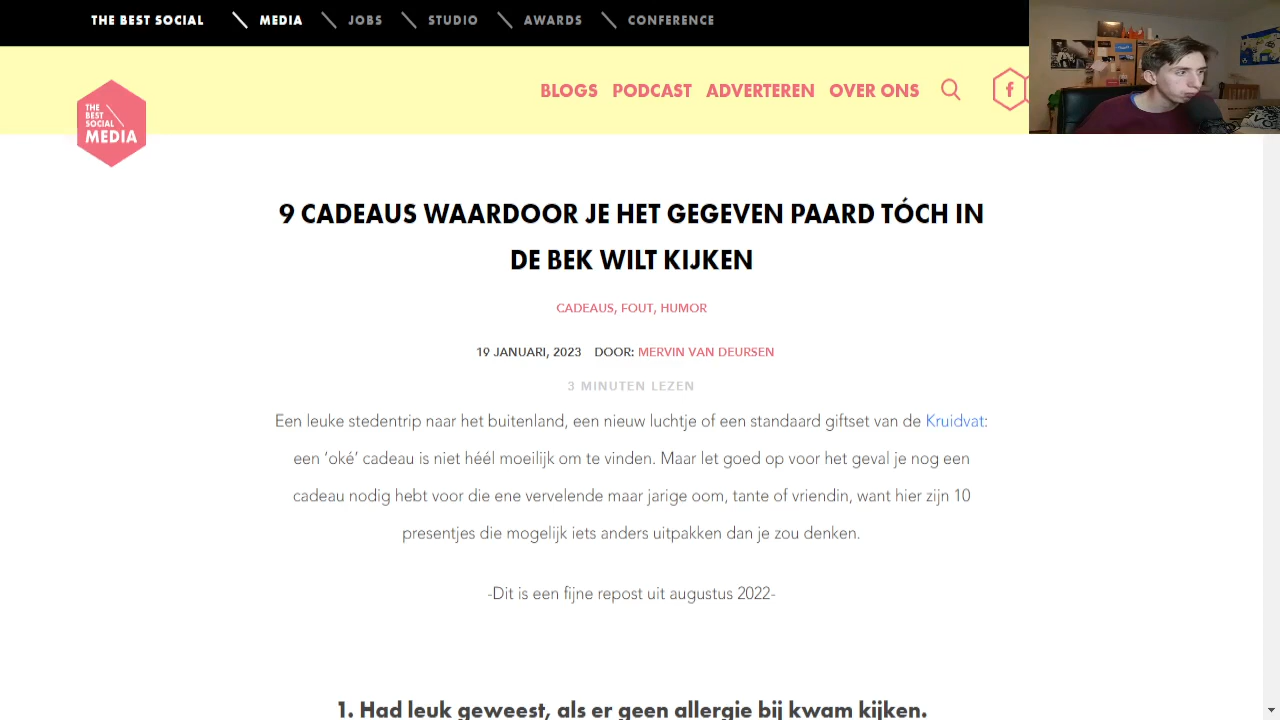 THE BEST SOCIAL MEDIA JOBS STUDIO AWARDS CONFERENCE
THE
BEST
SOCIAL
MEDIA
BLOGS PODCAST ADVERTEREN OVER ONS
9 CADEAUS WAARDOOR JE HET GEGEVEN PAARD TÓCH IN
DE BEK WILT KIJKEN
CADEAUS, FOUT, HUMOR
19 JANUARI, 2023 DOOR: MERVIN VAN DEURSEN
3 MINUTEN LEZEN
Een leuke stedentrip naar het buitenland, een nieuw luchtje of een standaard giftset van de Kruidvat:
een ‘oké’ cadeau is niet héél moeilijk om te vinden. Maar let goed op voor het geval je nog een
cadeau nodig hebt voor die ene vervelende maar jarige oom, tante of vriendin, want hier zijn 10
presentjes die mogelijk iets anders uitpakken dan je zou denken.
-Dit is een fijne repost uit augustus 2022-
1. Had leuk geweest, als er geen allergie bij kwam kijken.